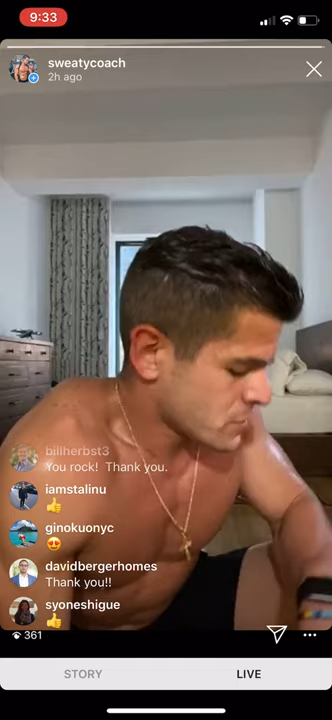 9:33
sweatycoach
2h ago
billherbst3
You rock! Thank you.
iamstalinu
👍
ginokuonyc
😍
davidbergerhomes
Thank you!!
syoneshigue
👍
361
STORY
LIVE